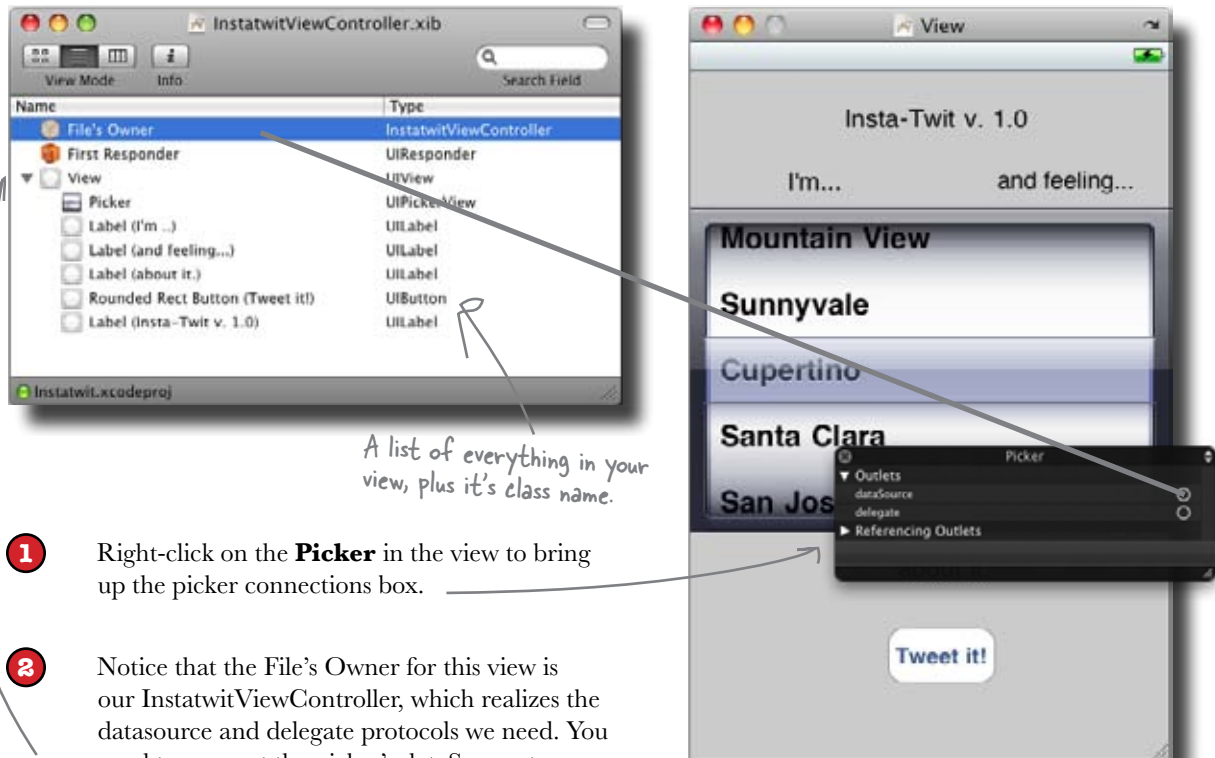 InstatwitViewController.xib
View Mode
Info
Search Field
Name
Type
File's Owner
InstatwitViewController
First Responder
UIResponder
View
UIView
Picker
UIPickerView
Label (I'm ..)
UILabel
Label (and feeling...)
UILabel
Label (about it.)
UILabel
Rounded Rect Button (Tweet it!)
UIButton
Label (Insta-Twit v. 1.0)
UILabel
Instatwit.xcodeproj
A list of everything in your
view, plus it's class name.
1
Right-click on the Picker in the view to bring
up the picker connections box.
2
Notice that the File's Owner for this view is
our InstatwitViewController, which realizes the
datasource and delegate protocols we need. You
View
Insta-Twit v. 1.0
I'm...
and feeling...
Mountain View
Sunnyvale
Cupertino
Santa Clara
San Jos
Picker
Outlets
dataSource
delegate
Referencing Outlets
Tweet it!